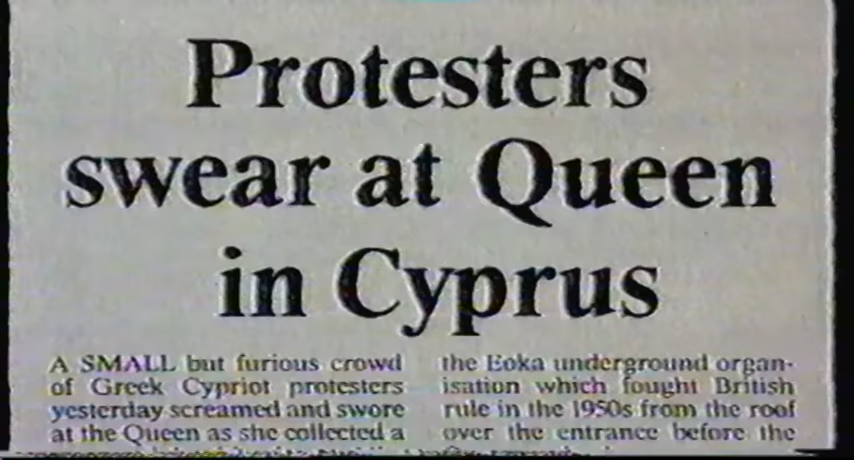 Protesters
swear at Queen
in Cyprus
A SMALL but furious crowd
of Greek Cypriot protesters
yesterday screamed and swore
at the Queen as she collected a
the Eoka underground organ-
isation which fought British
rule in the 1950s from the roof
over the entrance before the